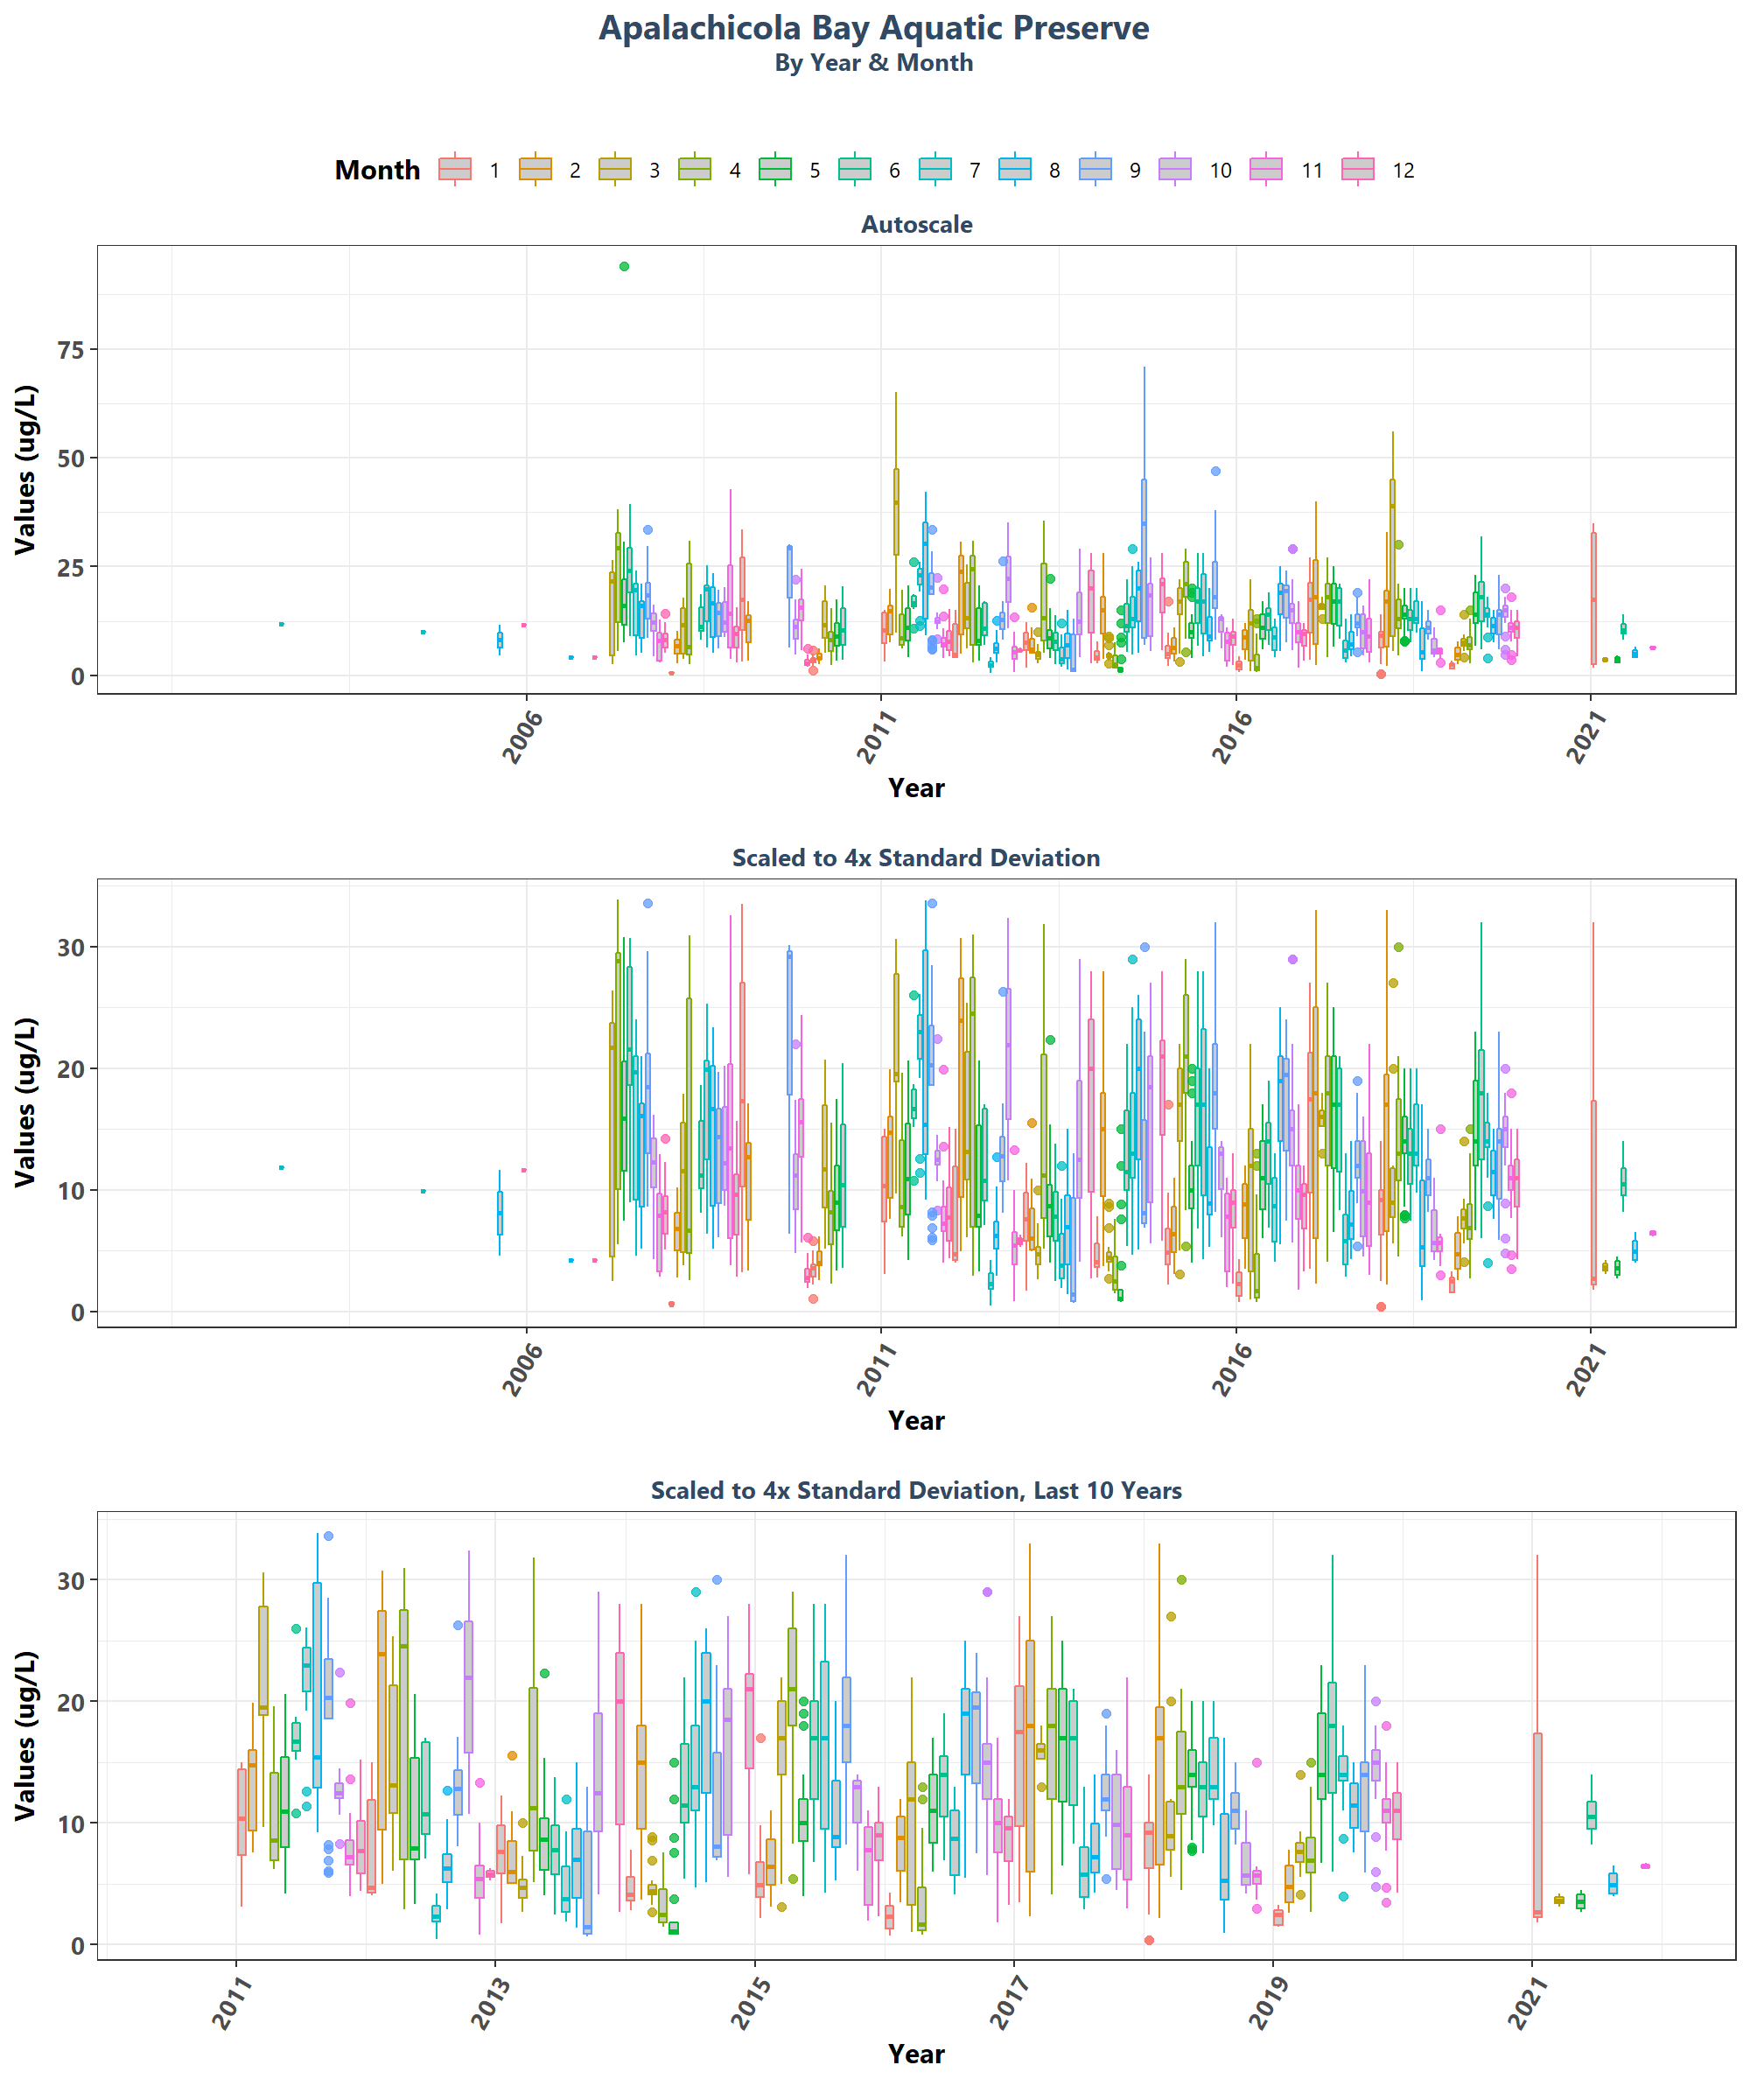 Apalachicola Bay Aquatic Preserve
By Year & Month
Month 1 2 3 4 5 6 7 8 9 10 11 12
Autoscale
Values (ug/L)
75
50
25
0
2006 2011 2016 2021
Year
Scaled to 4x Standard Deviation
Values (ug/L)
30
20
10
0
2006 2011 2016 2021
Year
Scaled to 4x Standard Deviation, Last 10 Years
Values (ug/L)
30
20
10
0
2011 2013 2015 2017 2019 2021
Year